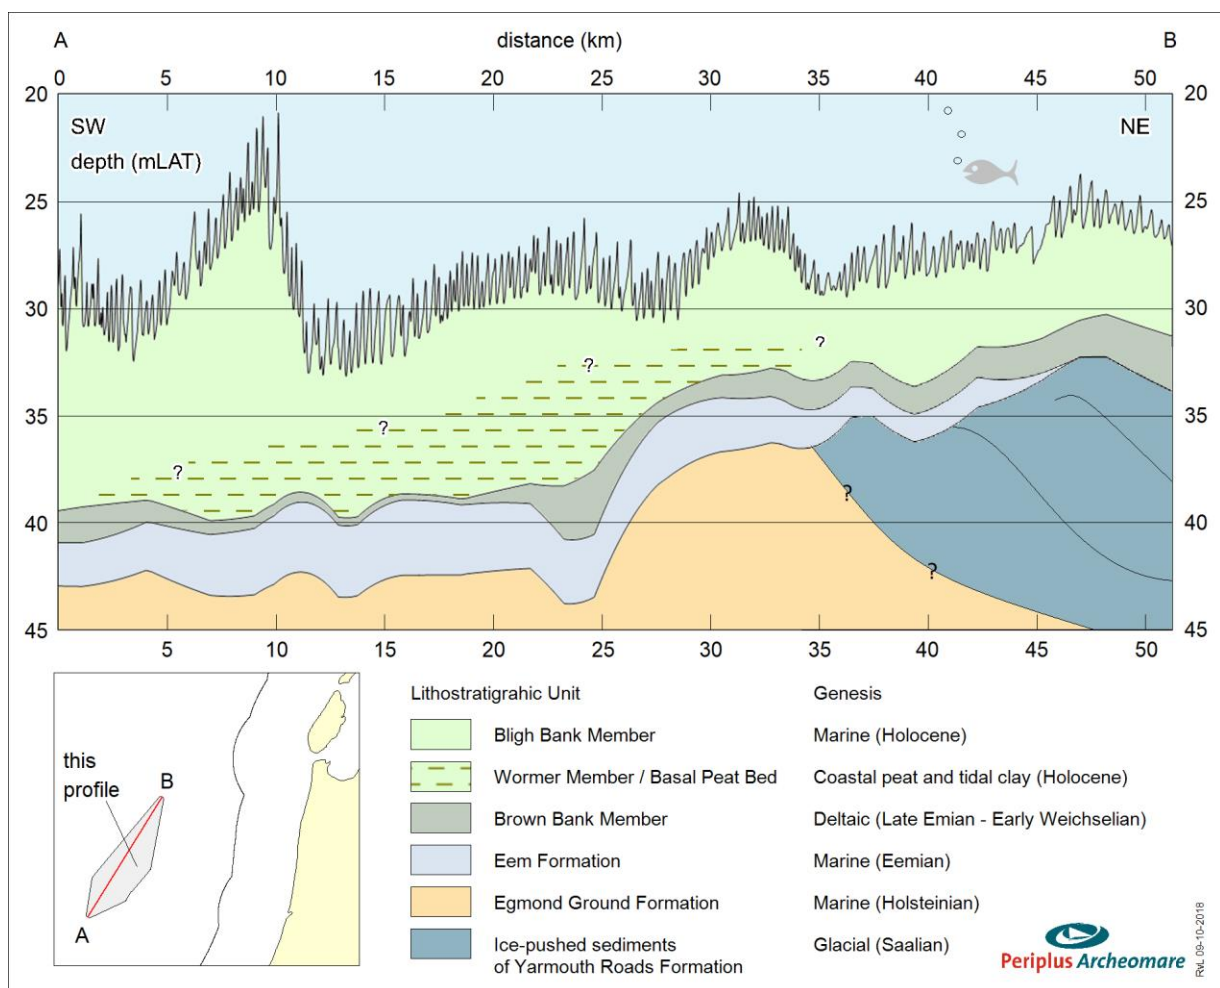 A distance (km) B
0 5 10 15 20 25 30 35 40 45 50
20 20
SW NE
depth (mLAT)
25 25
30 30
?
?
35 35
?
?
?
40 40
?
45 45
5 10 15 20 25 30 35 40 45 50
this
profile
B
A
Lithostratigrahic Unit Genesis
Bligh Bank Member Marine (Holocene)
Wormer Member / Basal Peat Bed Coastal peat and tidal clay (Holocene)
Brown Bank Member Deltaic (Late Emian - Early Weichselian)
Eem Formation Marine (Eemian)
Egmond Ground Formation Marine (Holsteinian)
Ice-pushed sediments Glacial (Saalian)
of Yarmouth Roads Formation
Periplus Archeomare
RvL 09-10-2018